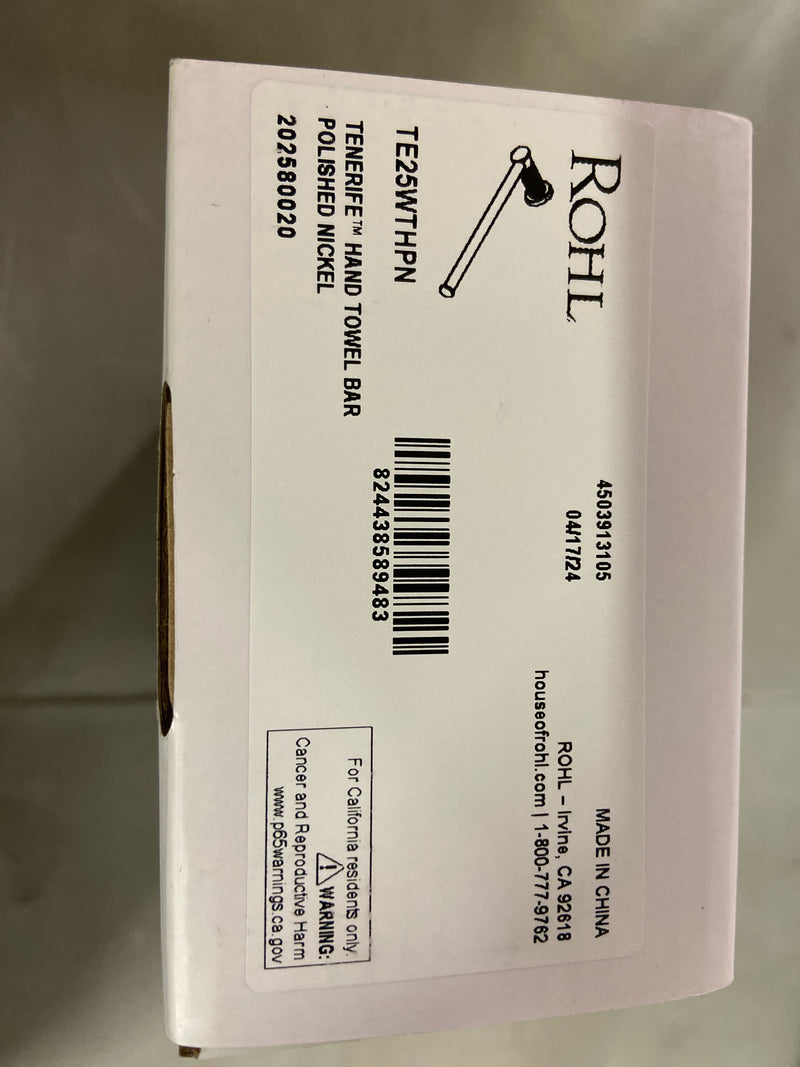 ROHL
4503913105
04/17/24
MADE IN CHINA
ROHL – Irvine, CA 92618
houseofrohl.com | 1-800-777-9762
TE25WTHPN
TENERIFE™ HAND TOWEL BAR
POLISHED NICKEL
202580020
824438589483
For California residents only.
WARNING:
Cancer and Reproductive Harm
www.p65warnings.ca.gov